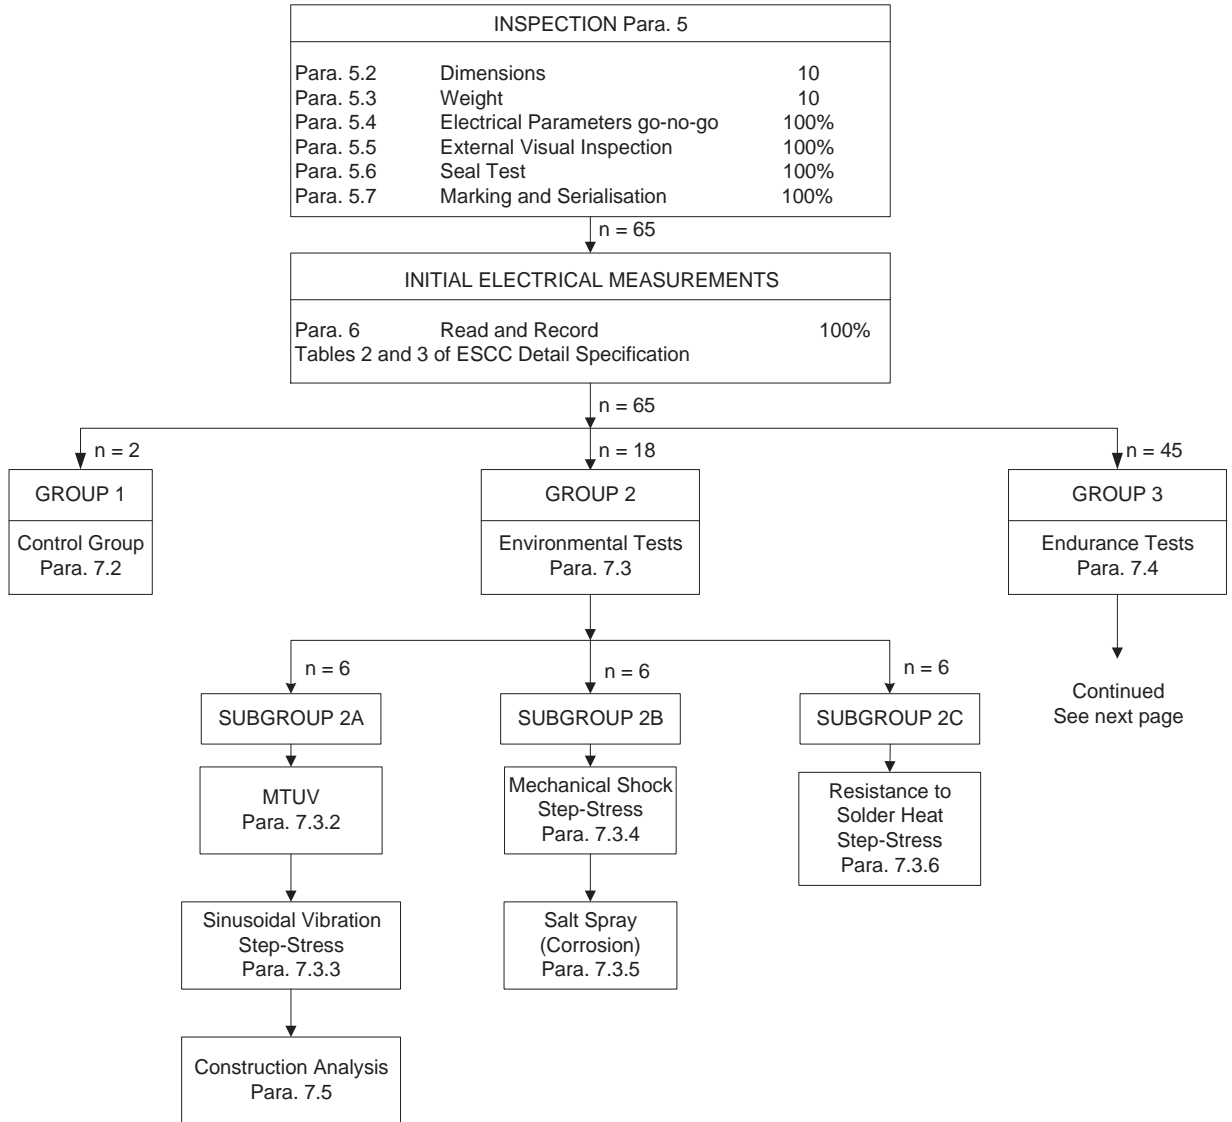 INSPECTION Para. 5
Para. 5.2 Dimensions 10
Para. 5.3 Weight 10
Para. 5.4 Electrical Parameters go-no-go 100%
Para. 5.5 External Visual Inspection 100%
Para. 5.6 Seal Test 100%
Para. 5.7 Marking and Serialisation 100%
n = 65
INITIAL ELECTRICAL MEASUREMENTS
Para. 6 Read and Record 100%
Tables 2 and 3 of ESCC Detail Specification
n = 65
n = 2
n = 18
n = 45
GROUP 1
Control Group
Para. 7.2
GROUP 2
Environmental Tests
Para. 7.3
GROUP 3
Endurance Tests
Para. 7.4
Continued
See next page
n = 6
n = 6
n = 6
SUBGROUP 2A
MTUV
Para. 7.3.2
Sinusoidal Vibration
Step-Stress
Para. 7.3.3
Construction Analysis
Para. 7.5
SUBGROUP 2B
Mechanical Shock
Step-Stress
Para. 7.3.4
Salt Spray
(Corrosion)
Para. 7.3.5
SUBGROUP 2C
Resistance to
Solder Heat
Step-Stress
Para. 7.3.6